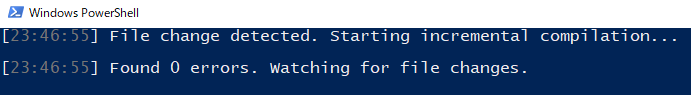 Windows PowerShell
[23:46:55] File change detected. Starting incremental compilation...
[23:46:55] Found 0 errors. Watching for file changes.